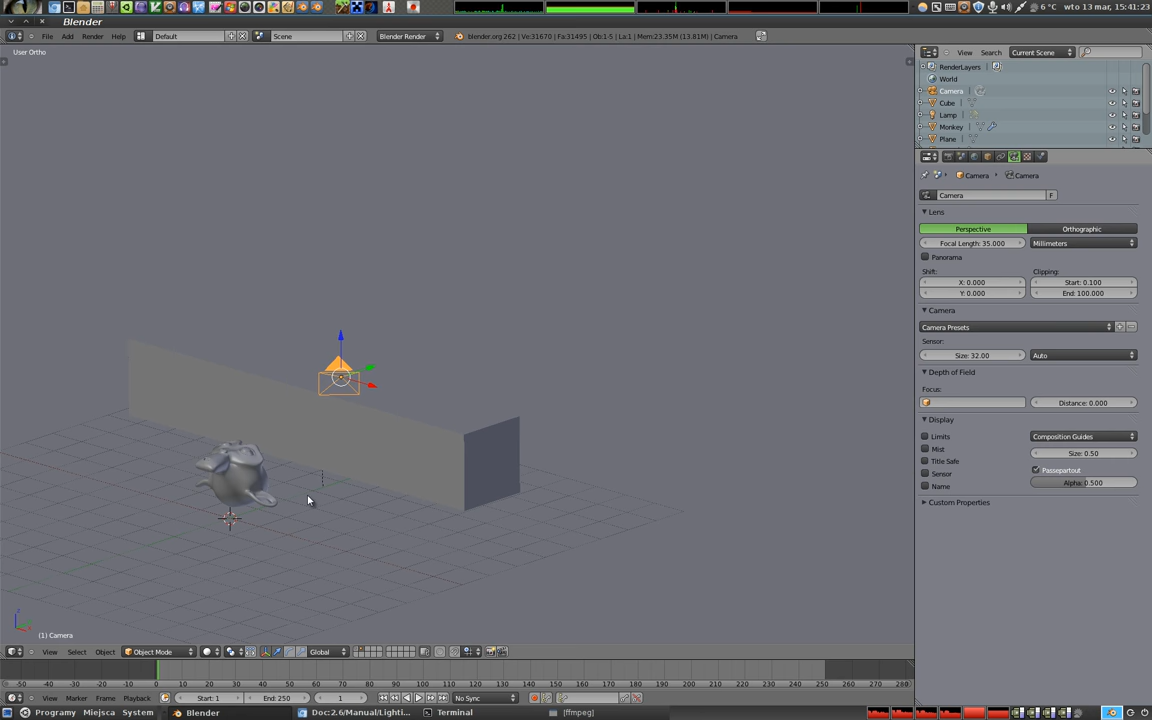 6 °C wto 13 mar, 15:41:23
Blender
File Add Render Help Default Scene Blender Render blender.org 262 | Ve:31670 | Fa:31495 | Ob:1-5 | La:1 | Mem:23.35M (13.81M) | Camera
User Ortho
View Search Current Scene
RenderLayers
World
Camera
Cube
Lamp
Monkey
Plane
Camera Camera
Camera F
Lens
Perspective Orthographic
Focal Length: 35.000 Millimeters
Panorama
Shift: Clipping:
X: 0.000 Start: 0.100
Y: 0.000 End: 100.000
Camera
Camera Presets
Sensor:
Size: 32.00 Auto
Depth of Field
Focus:
Distance: 0.000
Display
Limits Composition Guides
Mist Size: 0.50
Title Safe Passepartout
Sensor Alpha: 0.500
Name
Custom Properties
(1) Camera
View Select Object Object Mode Global
-50 -40 -30 -20 -10 0 10 20 30 40 50 60 70 80 90 100 110 120 130 140 150 160 170 180 190 200 210 220 230 240 250 260 270 280
View Marker Frame Playback Start: 1 End: 250 1 No Sync
Programy Miejsca System Blender Doc:2.6/Manual/Lighti... Terminal [ffmpeg]